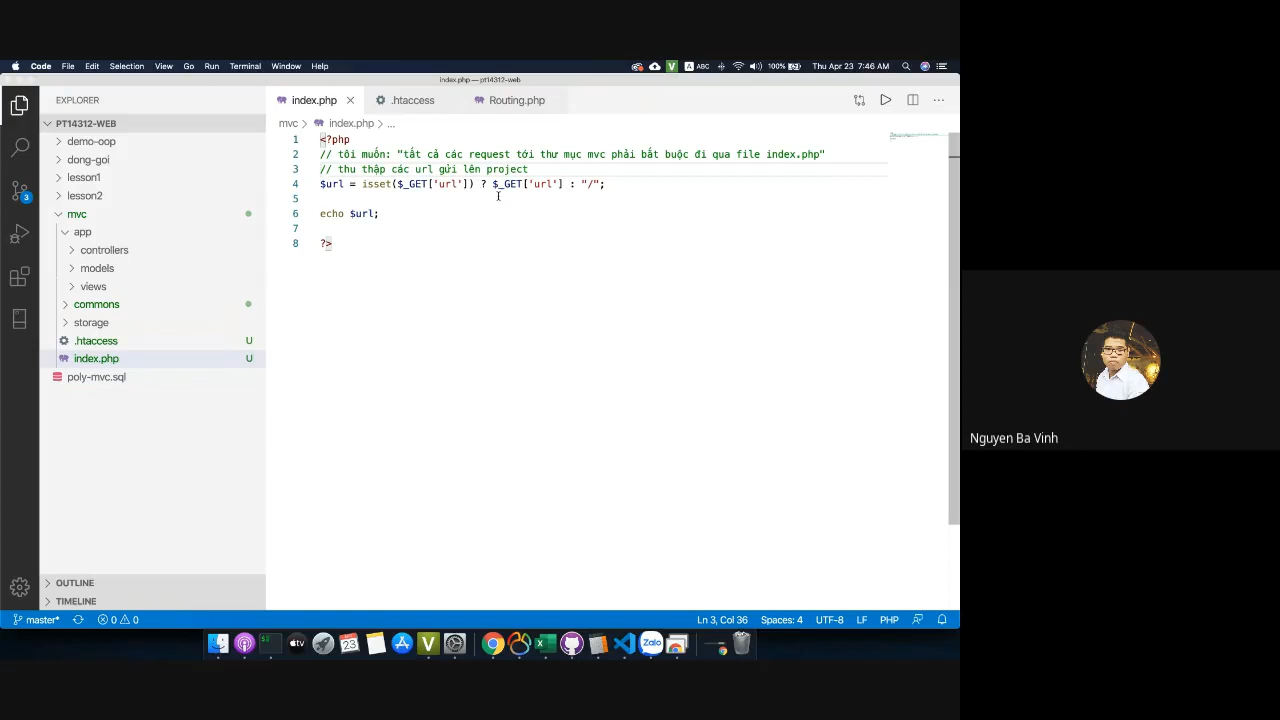 Code File Edit Selection View Go Run Terminal Window Help
V A ABC 100% Thu Apr 23 7:46 AM
index.php — pt14312-web
EXPLORER
index.php
.htaccess
Routing.php
PT14312-WEB
mvc > index.php > ...
demo-oop
dong-goi
lesson1
lesson2
mvc
app
controllers
models
views
commons
storage
.htaccess U
index.php U
poly-mvc.sql
3
1 <?php
2 // tôi muốn: "tất cả các request tới thư mục mvc phải bắt buộc đi qua file index.php"
3 // thu thập các url gửi lên project
4 $url = isset($_GET['url']) ? $_GET['url'] : "/";
5
6 echo $url;
7
8 ?>
OUTLINE
TIMELINE
master* 0 0 Ln 3, Col 36 Spaces: 4 UTF-8 LF PHP
tv
23
V
Zalo
Nguyen Ba Vinh